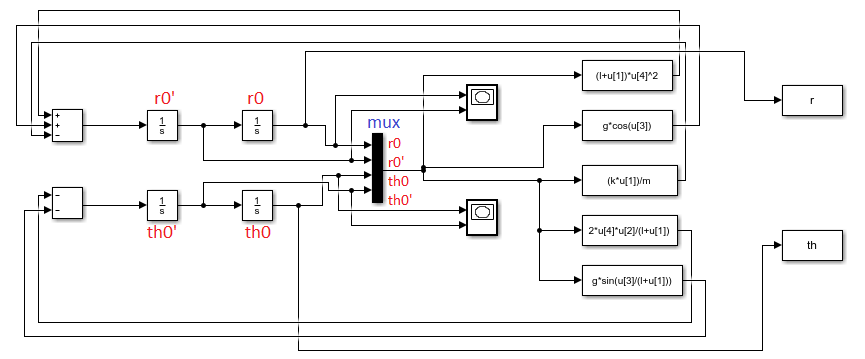 r0' r0
mux
r0
r0'
th0
th0'
th0' th0
+
+
−
−
−
1
s
1
s
1
s
1
s
(l+u[1])*u[4]^2
g*cos(u[3])
(k*u[1])/m
2*u[4]*u[2]/(l+u[1])
g*sin(u[3]/(l+u[1]))
r
th